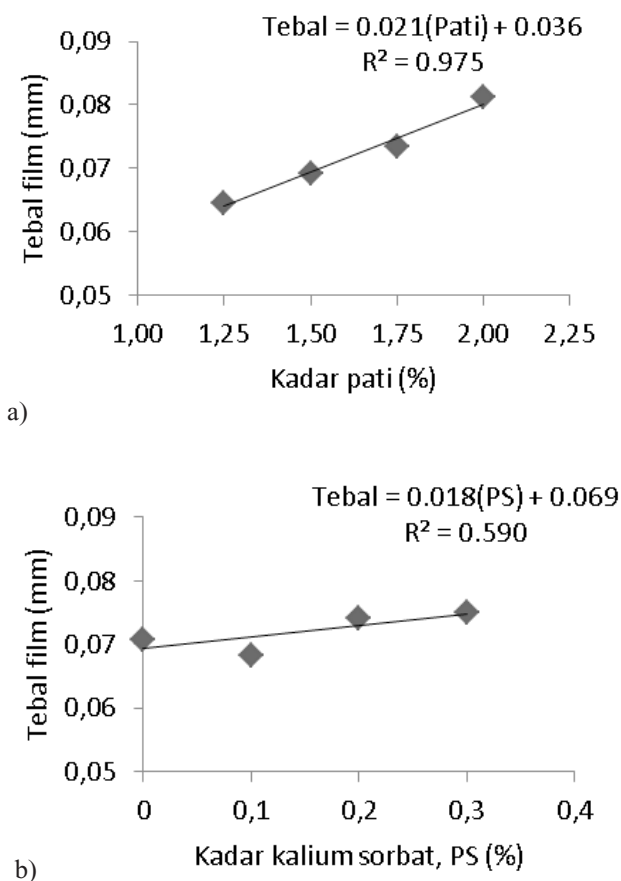 Tebal = 0.021(Pati) + 0.036
R² = 0.975
0,09
0,08
0,07
0,06
0,05
Tebal film (mm)
1,00 1,25 1,50 1,75 2,00 2,25
Kadar pati (%)
a)
Tebal = 0.018(PS) + 0.069
R² = 0.590
0,09
0,08
0,07
0,06
0,05
Tebal film (mm)
0 0,1 0,2 0,3 0,4
Kadar kalium sorbat, PS (%)
b)